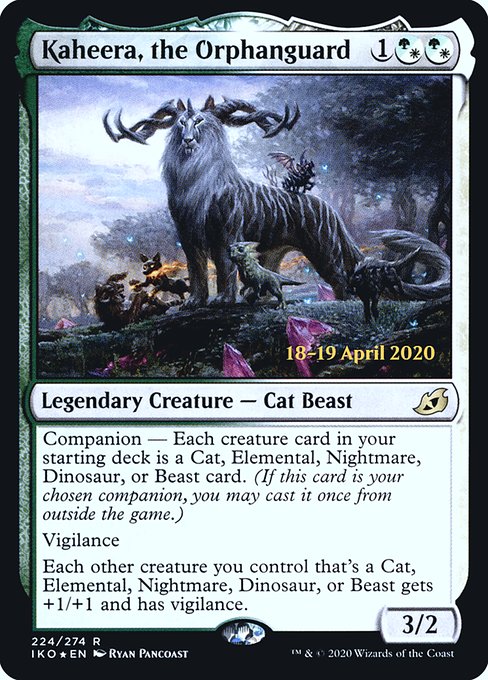 Kaheera, the Orphanguard 1
18–19 April 2020
Legendary Creature — Cat Beast
Companion — Each creature card in your
starting deck is a Cat, Elemental, Nightmare,
Dinosaur, or Beast card. (If this card is your
chosen companion, you may cast it once from
outside the game.)
Vigilance
Each other creature you control that's a Cat,
Elemental, Nightmare, Dinosaur, or Beast gets
+1/+1 and has vigilance.
3/2
224/274 R
IKO★EN Ryan Pancoast
™ & © 2020 Wizards of the Coast